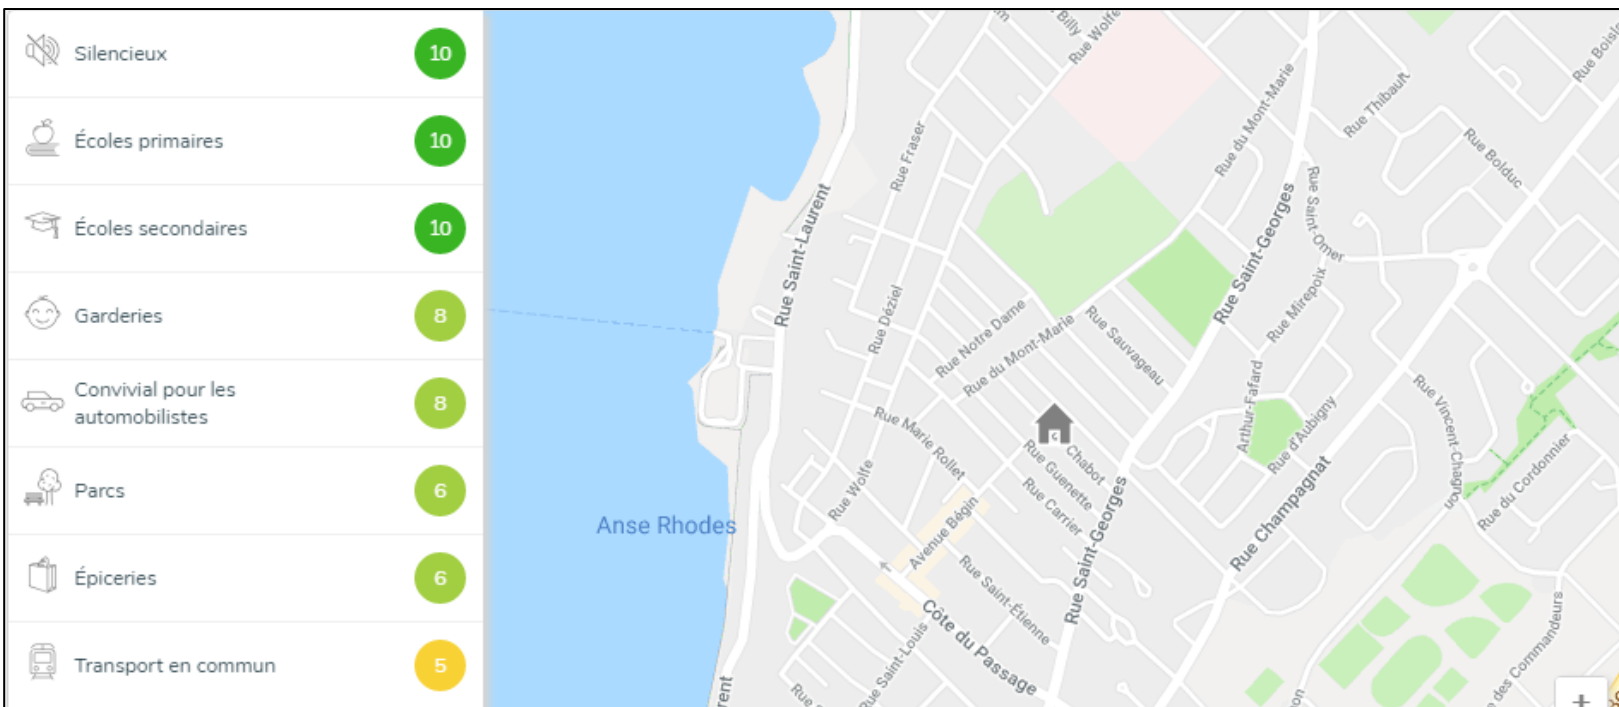 Silencieux
10
Écoles primaires
10
Écoles secondaires
10
Garderies
8
Convivial pour les
automobilistes
8
Parcs
6
Épiceries
6
Transport en commun
5
Billy
Rue Wolfe
Rue Fraser
Rue du Mont-Marie
Rue Thibault
Rue Bolduc
Rue Saint-Laurent
Rue Saint-Georges
Rue Saint-Omer
Rue Mirepoix
Rue Déziel
Rue Notre Dame
Rue du Mont-Marie
Rue Sauvageau
Arthur-Fafard
Rue d'Aubigny
Rue Vincent-Chagnon
Rue du Cordonnier
Rue Marie Rollet
Chabot
Rue Guenette
Rue Carrier
Rue Wolfe
Avenue Bégin
Rue Saint-Georges
Rue Champagnat
Anse Rhodes
Rue Saint-Étienne
Côte du Passage
Rue Saint-Louis
des Commandeurs
rent
Rue
+